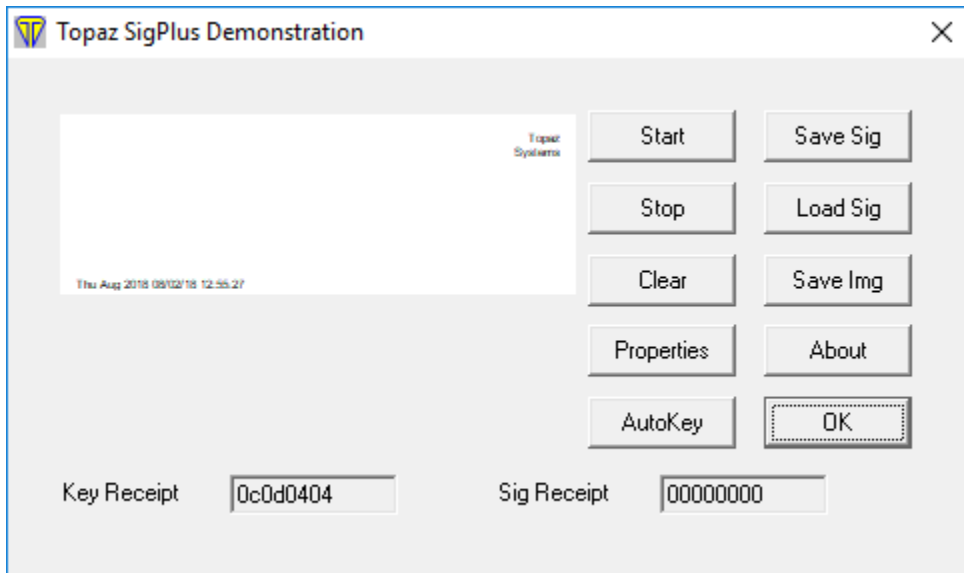 Topaz SigPlus Demonstration
Topaz
Systems
Thu Aug 2018 08/02/18 12.55.27
Start
Save Sig
Stop
Load Sig
Clear
Save Img
Properties
About
AutoKey
OK
Key Receipt 0c0d0404 Sig Receipt 00000000